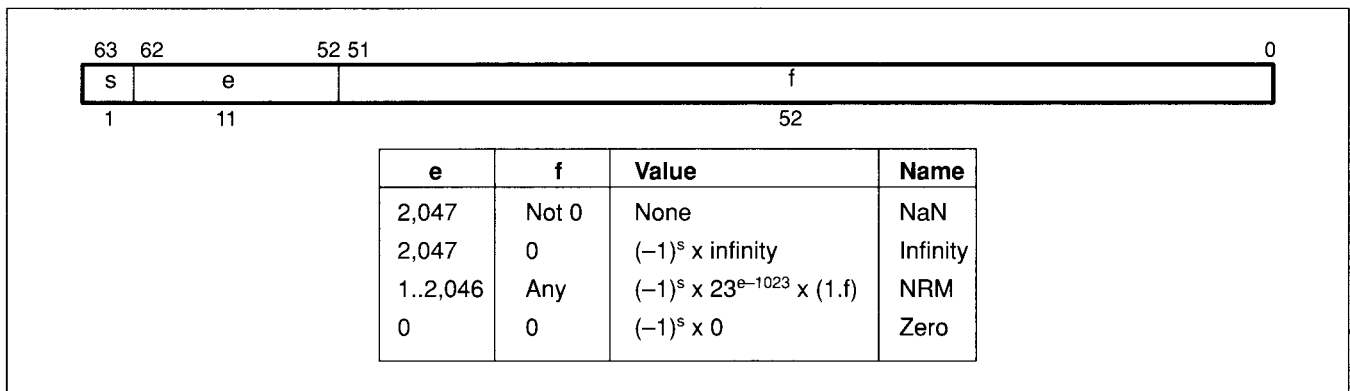 63 62 52 51 0
s e f
1 11 52
e f Value Name
2,047 Not 0 None NaN
2,047 0 (–1)ˢ x infinity Infinity
1..2,046 Any (–1)ˢ x 23ᵉ⁻¹⁰²³ x (1.f) NRM
0 0 (–1)ˢ x 0 Zero